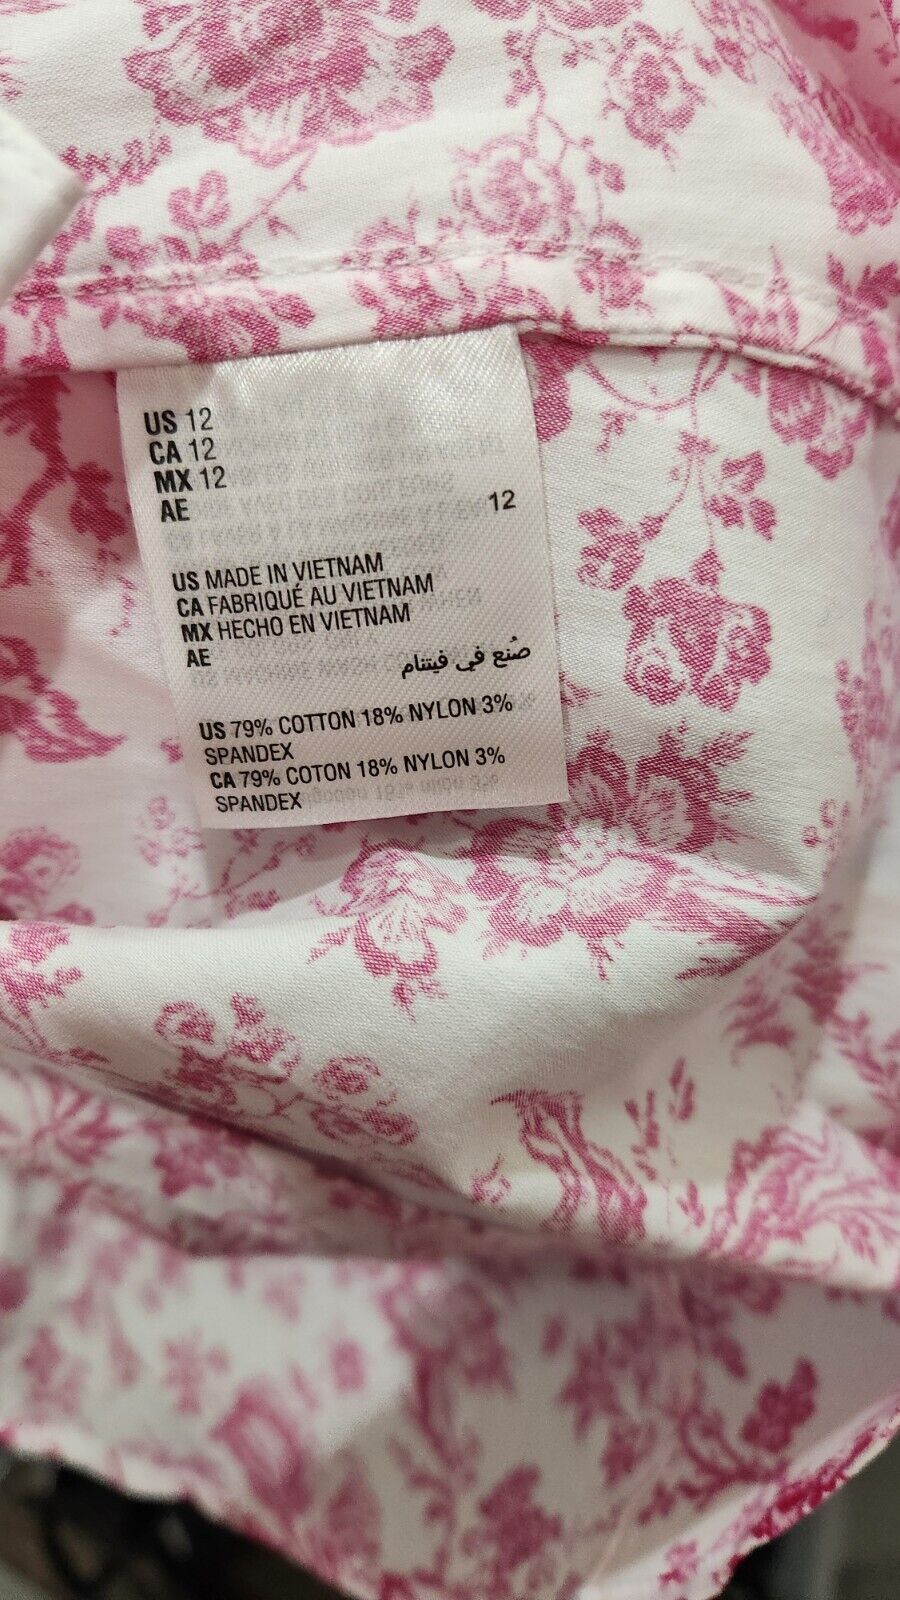 US 12
CA 12
MX 12
AE 12
US MADE IN VIETNAM
CA FABRIQUÉ AU VIETNAM
MX HECHO EN VIETNAM
AE صُنع في فيتنام
US 79% COTTON 18% NYLON 3%
SPANDEX
CA 79% COTON 18% NYLON 3%
SPANDEX